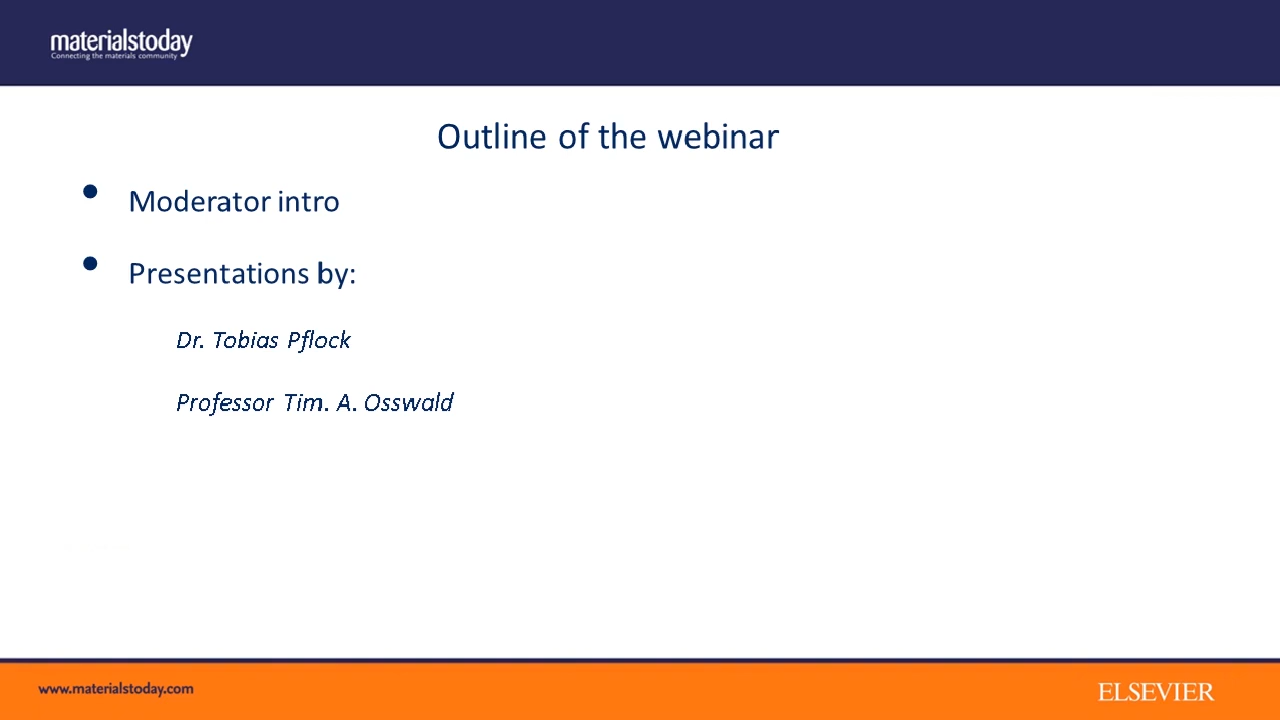 materialstoday
Connecting the materials community
Outline of the webinar
• Moderator intro
• Presentations by:
Dr. Tobias Pflock
Professor Tim. A. Osswald
www.materialstoday.com
ELSEVIER